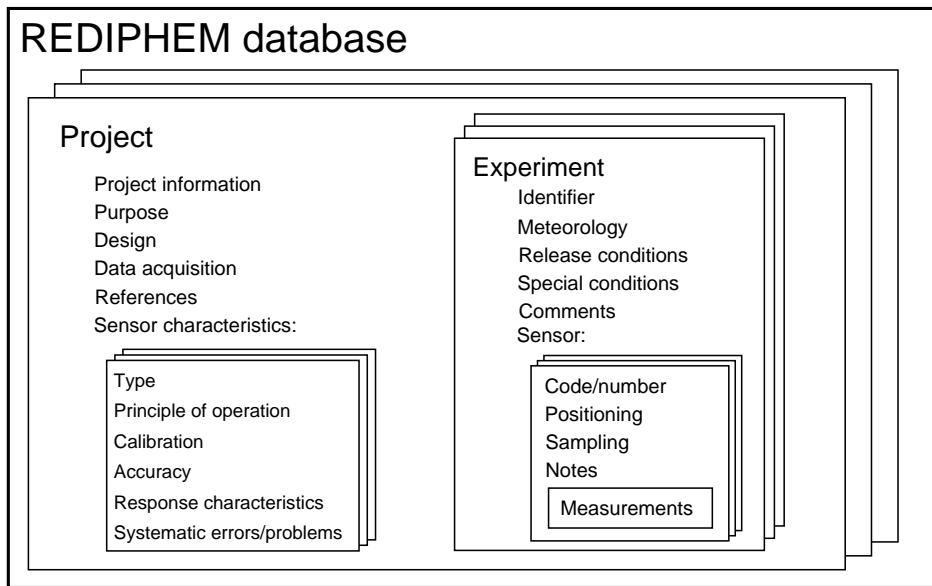 REDIPHEM database
Project
Project information
Purpose
Design
Data acquisition
References
Sensor characteristics:
Type
Principle of operation
Calibration
Accuracy
Response characteristics
Systematic errors/problems
Experiment
Identifier
Meteorology
Release conditions
Special conditions
Comments
Sensor:
Code/number
Positioning
Sampling
Notes
Measurements